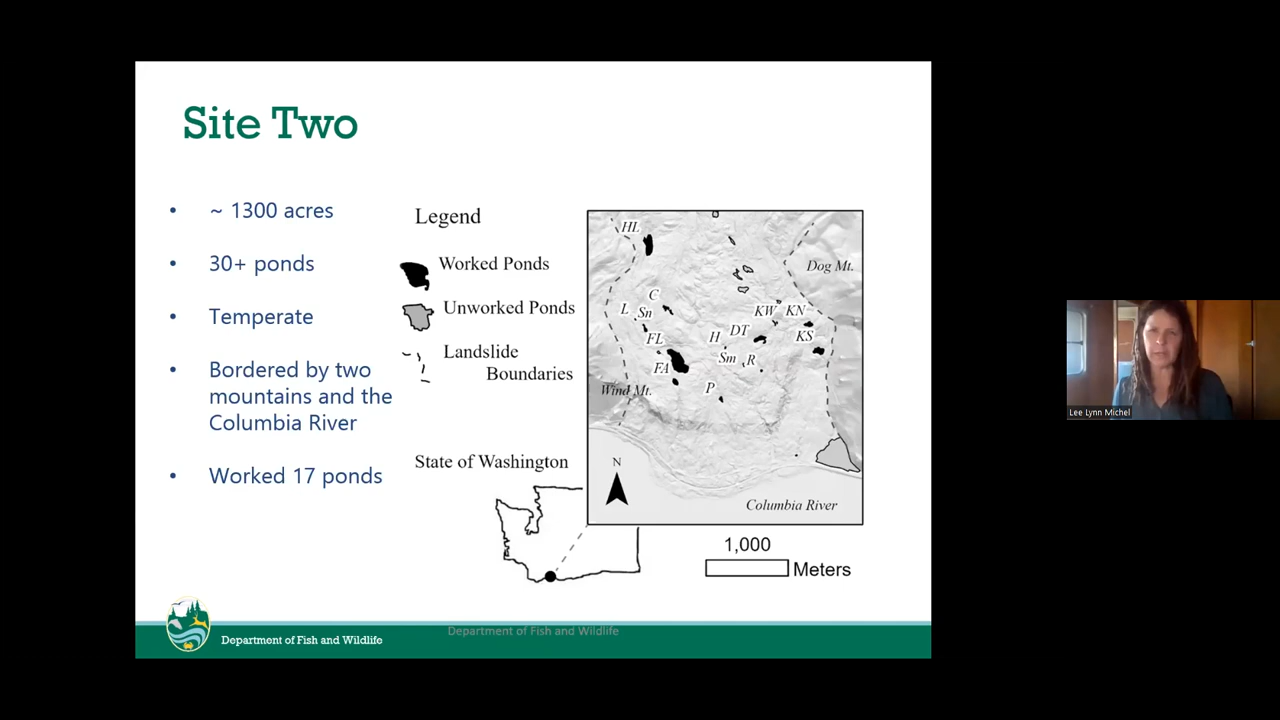 Site Two
• ~ 1300 acres
• 30+ ponds
• Temperate
• Bordered by two
mountains and the
Columbia River
• Worked 17 ponds
Legend
Worked Ponds
Unworked Ponds
Landslide
Boundaries
State of Washington
HL
Dog Mt.
C
L
Sn
KW
KN
FL
H
DT
KS
FA
Sm
R
Wind Mt.
P
N
Columbia River
1,000
Meters
Department of Fish and Wildlife
Department of Fish and Wildlife
Lee Lynn Michel